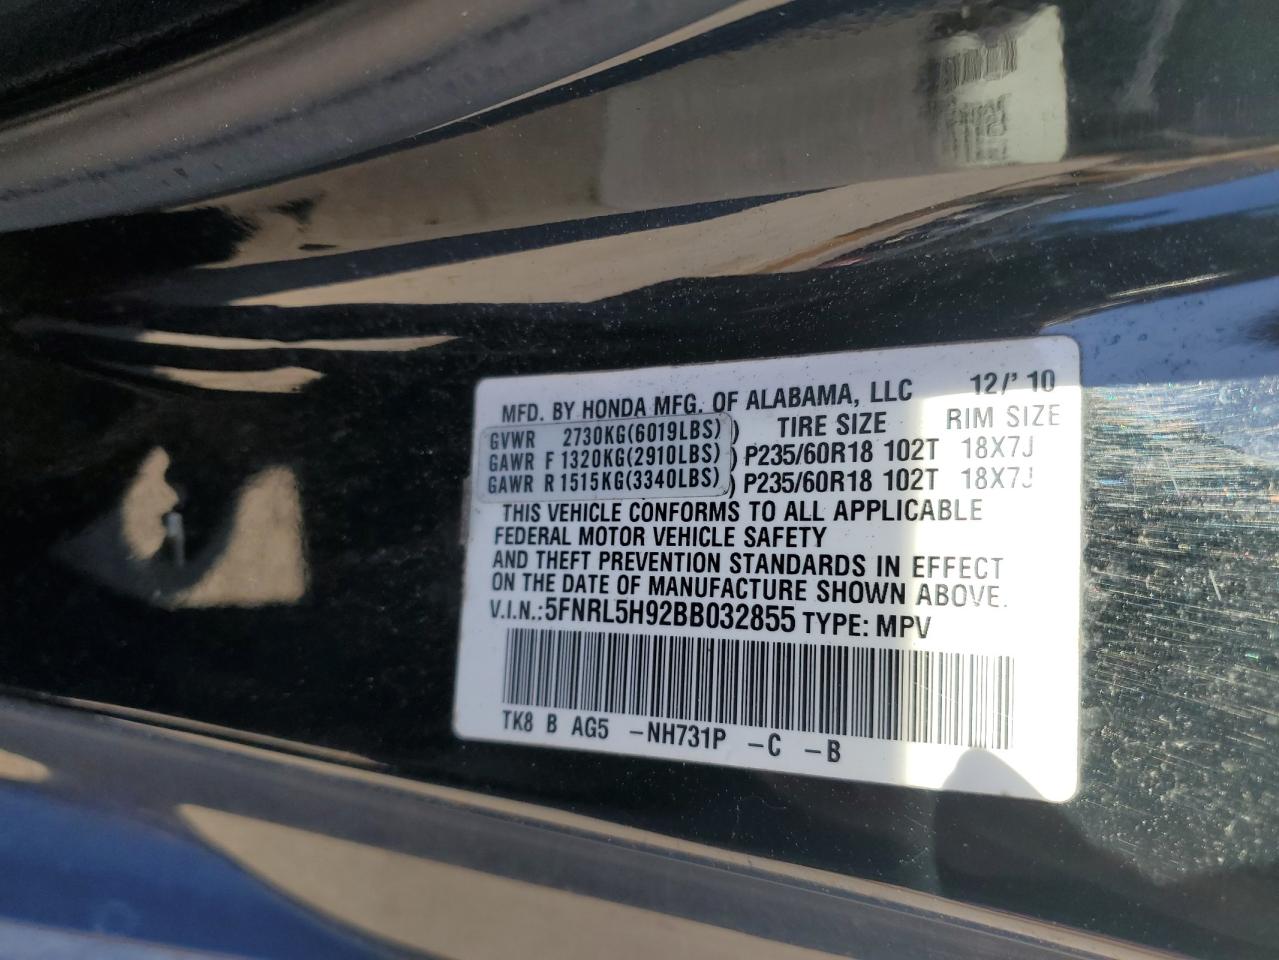 MFD. BY HONDA MFG. OF ALABAMA, LLC 12/'10
GVWR 2730KG(6019LBS) TIRE SIZE RIM SIZE
GAWR F 1320KG(2910LBS) P235/60R18 102T 18X7J
GAWR R 1515KG(3340LBS) P235/60R18 102T 18X7J
THIS VEHICLE CONFORMS TO ALL APPLICABLE
FEDERAL MOTOR VEHICLE SAFETY
AND THEFT PREVENTION STANDARDS IN EFFECT
ON THE DATE OF MANUFACTURE SHOWN ABOVE.
V.I.N.:5FNRL5H92BB032855 TYPE: MPV
TK8 B AG5 -NH731P -C -B